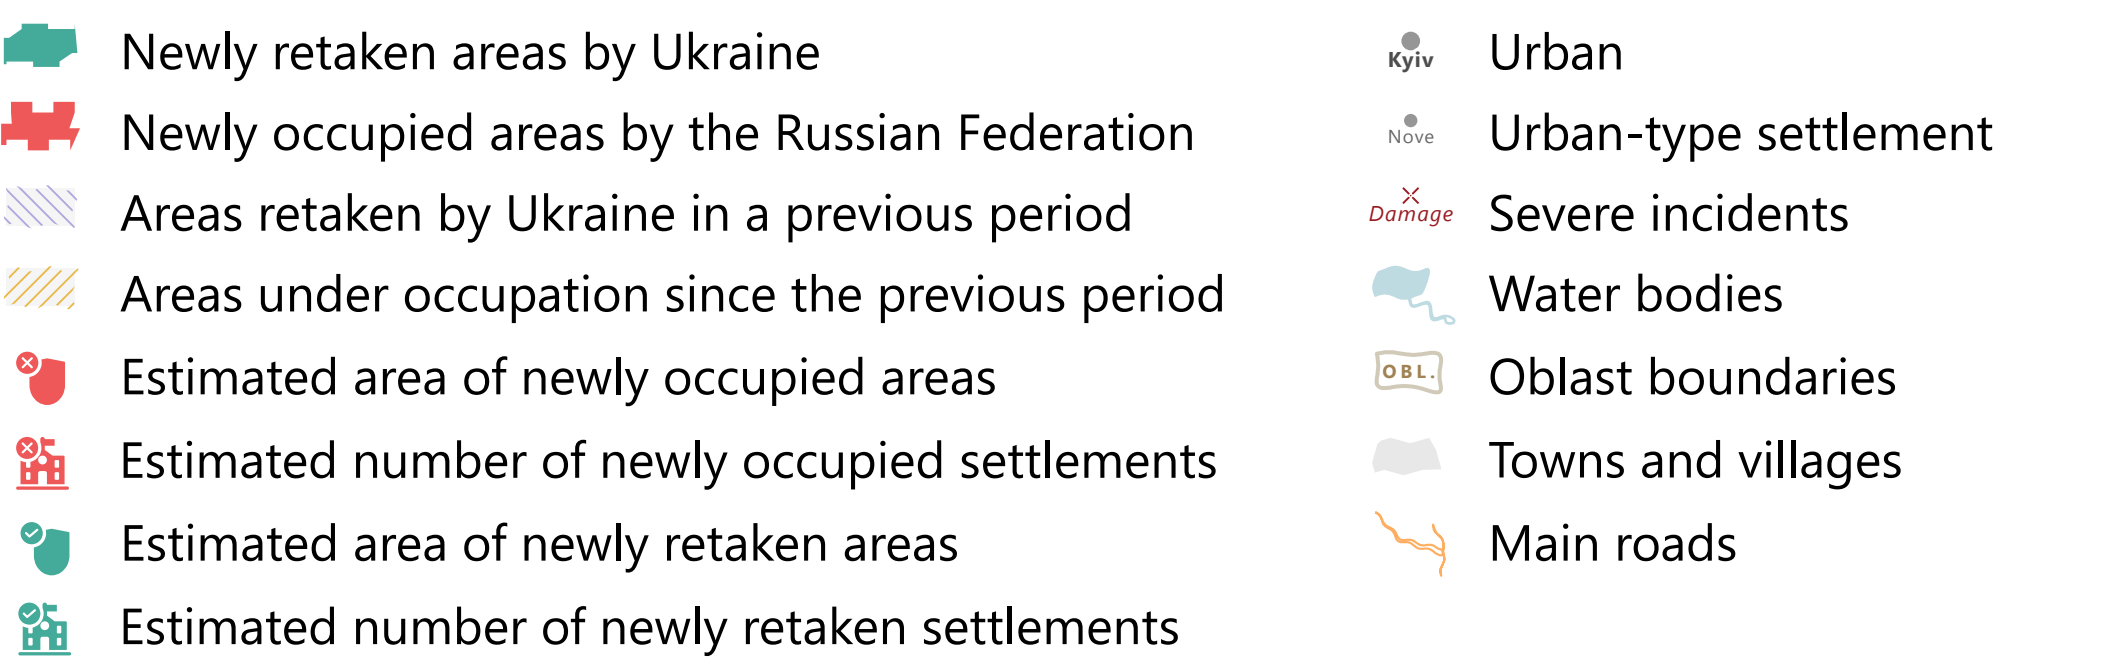 Newly retaken areas by Ukraine
Newly occupied areas by the Russian Federation
Areas retaken by Ukraine in a previous period
Areas under occupation since the previous period
Estimated area of newly occupied areas
Estimated number of newly occupied settlements
Estimated area of newly retaken areas
Estimated number of newly retaken settlements
Kyiv Urban
Nove Urban-type settlement
Damage Severe incidents
Water bodies
OBL. Oblast boundaries
Towns and villages
Main roads